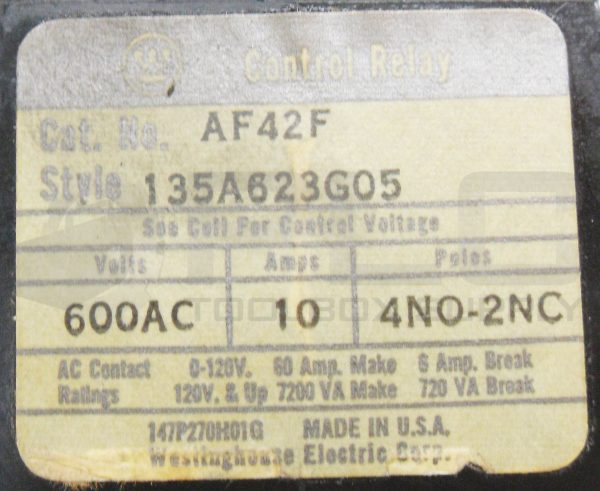 Control Relay
Cat. No. AF42F
Style 135A623G05
See Coil For Control Voltage
Volts Amps Poles
600AC 10 4NO-2NC
AC Contact 0-120V. 60 Amp. Make 6 Amp. Break
Ratings 120V. & Up 7200 VA Make 720 VA Break
147P270H01G MADE IN U.S.A.
Westinghouse Electric Corp.